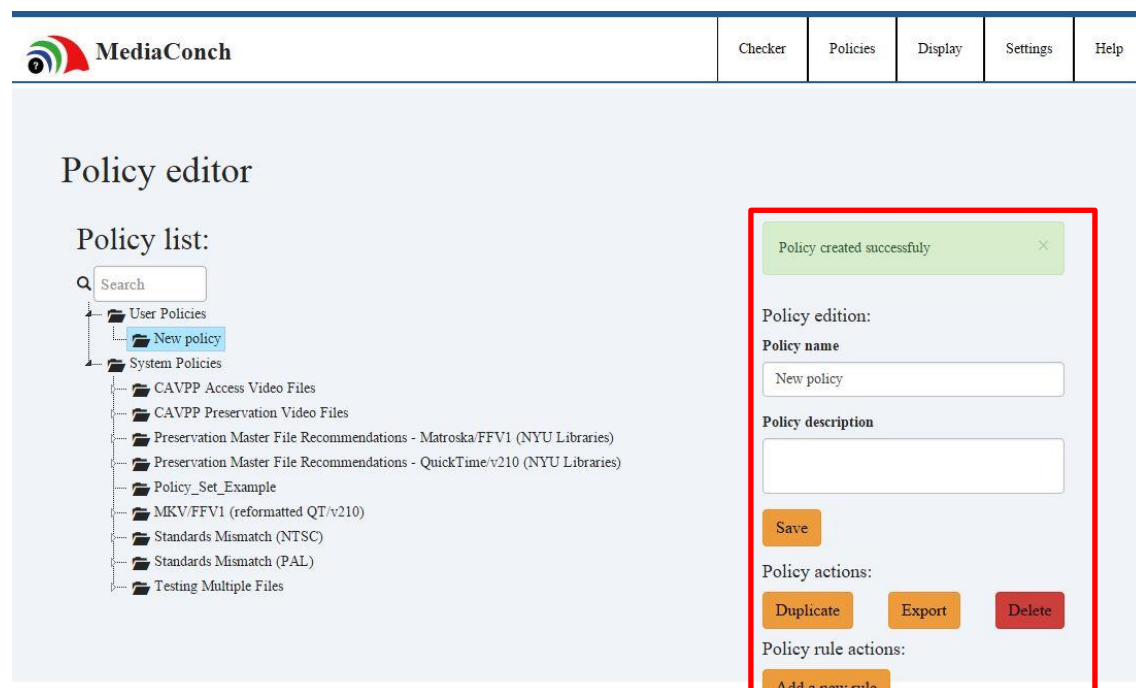 MediaConch
Checker
Policies
Display
Settings
Help
Policy editor
Policy list:
Search
User Policies
New policy
System Policies
CAVPP Access Video Files
CAVPP Preservation Video Files
Preservation Master File Recommendations - Matroska/FFV1 (NYU Libraries)
Preservation Master File Recommendations - QuickTime/v210 (NYU Libraries)
Policy_Set_Example
MKV/FFV1 (reformatted QT/v210)
Standards Mismatch (NTSC)
Standards Mismatch (PAL)
Testing Multiple Files
Policy created successfuly ×
Policy edition:
Policy name
New policy
Policy description
Save
Policy actions:
Duplicate Export Delete
Policy rule actions:
Add a new rule